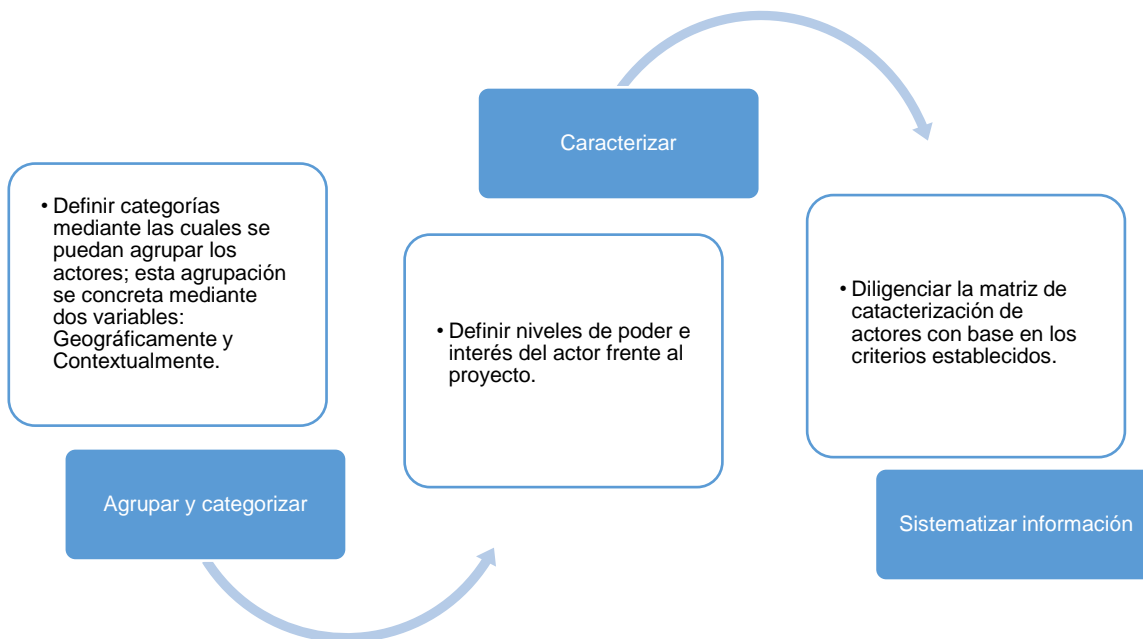 • Definir categorías
mediante las cuales se
puedan agrupar los
actores; esta agrupación
se concreta mediante
dos variables:
Geográficamente y
Contextualmente.
Agrupar y categorizar
Caracterizar
• Definir niveles de poder e
interés del actor frente al
proyecto.
• Diligenciar la matriz de
catacterización de
actores con base en los
criterios establecidos.
Sistematizar información